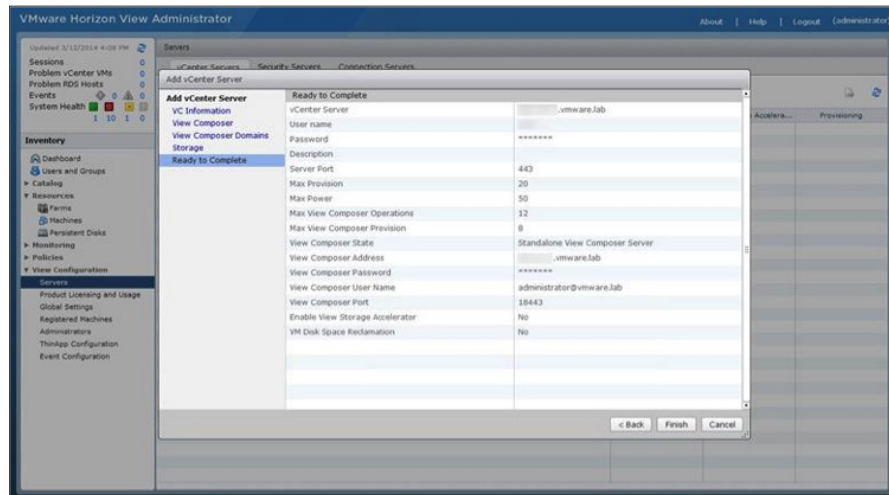 VMware Horizon View Administrator
About | Help | Logout (administrator)
Updated 3/12/2014 4:08 PM
Sessions 0
Problem vCenter VMs 0
Problem RDS Hosts 0
Events 0 0
System Health
1 10 1 0
Inventory
Dashboard
Users and Groups
Catalog
Resources
Farms
Machines
Persistent Disks
Monitoring
Policies
View Configuration
Servers
Product Licensing and Usage
Global Settings
Registered Machines
Administrators
ThinApp Configuration
Event Configuration
Servers
vCenter Servers Security Servers Connection Servers
Accelera... Provisioning
Add vCenter Server
Add vCenter Server
VC Information
View Composer
View Composer Domains
Storage
Ready to Complete
Ready to Complete
vCenter Server .vmware.lab
User name
Password *******
Description
Server Port 443
Max Provision 20
Max Power 50
Max View Composer Operations 12
Max View Composer Provision 8
View Composer State Standalone View Composer Server
View Composer Address .vmware.lab
View Composer Password *******
View Composer User Name administrator@vmware.lab
View Composer Port 18443
Enable View Storage Accelerator No
VM Disk Space Reclamation No
< Back Finish Cancel